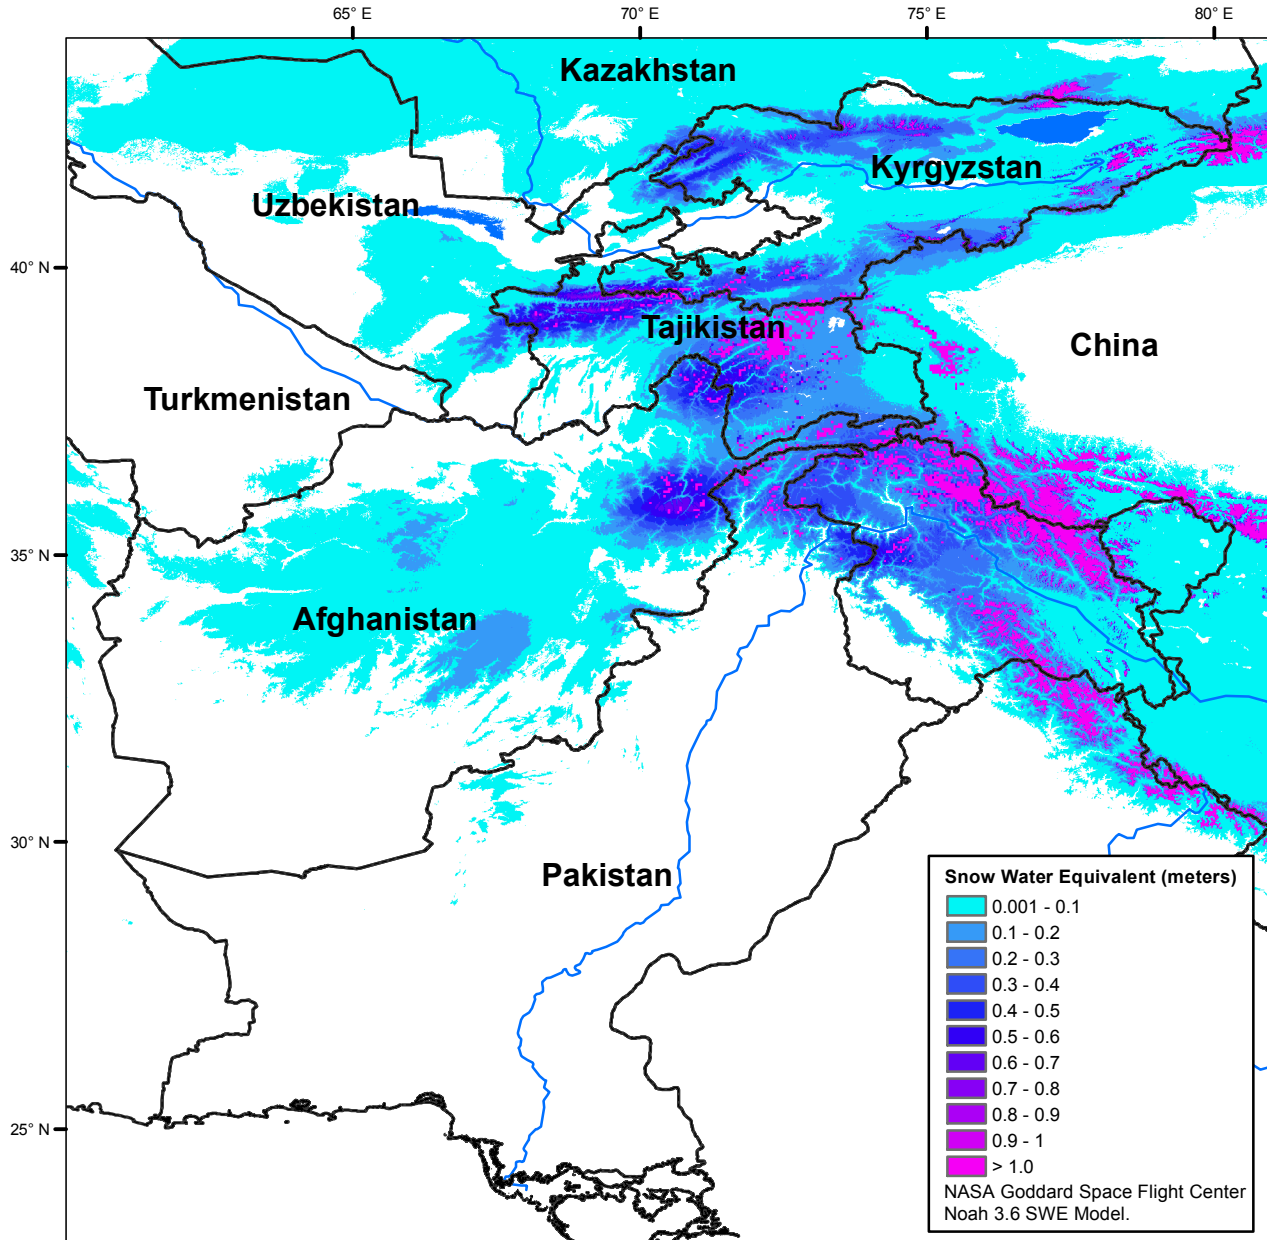 65° E 70° E 75° E 80° E
Kazakhstan
Kyrgyzstan
Uzbekistan
40° N
Tajikistan
China
Turkmenistan
35° N
Afghanistan
30° N
Pakistan
25° N
Snow Water Equivalent (meters)
0.001 - 0.1
0.1 - 0.2
0.2 - 0.3
0.3 - 0.4
0.4 - 0.5
0.5 - 0.6
0.6 - 0.7
0.7 - 0.8
0.8 - 0.9
0.9 - 1
> 1.0
NASA Goddard Space Flight Center
Noah 3.6 SWE Model.